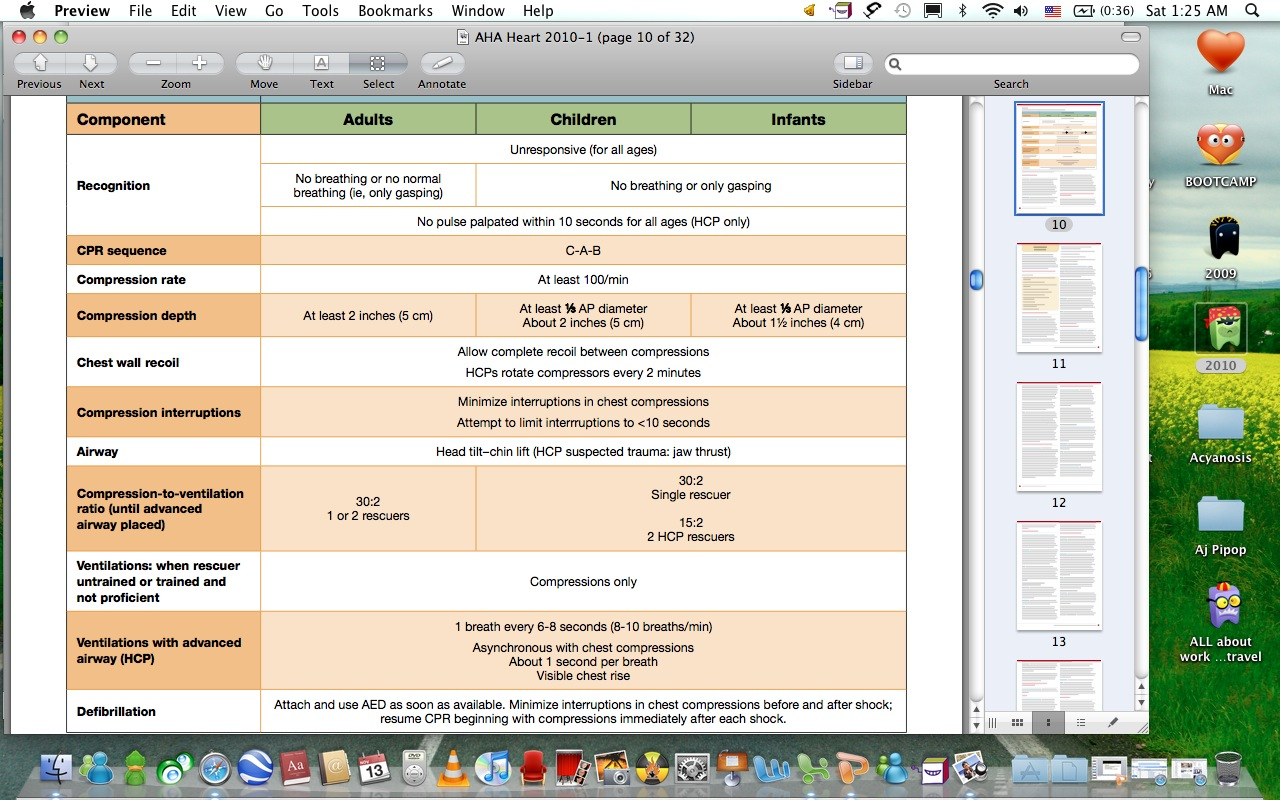 Preview File Edit View Go Tools Bookmarks Window Help
(0:36) Sat 1:25 AM
AHA Heart 2010-1 (page 10 of 32)
Previous Next Zoom Move Text Select Annotate Sidebar Search
Component Adults Children Infants
Recognition
Unresponsive (for all ages)
No breathing or no normal
breathing (ie, only gasping)
No breathing or only gasping
No pulse palpated within 10 seconds for all ages (HCP only)
CPR sequence
C-A-B
Compression rate
At least 100/min
Compression depth
At least 2 inches (5 cm)
At least ⅓ AP diameter
About 2 inches (5 cm)
At least ⅓ AP diameter
About 1½ inches (4 cm)
Chest wall recoil
Allow complete recoil between compressions
HCPs rotate compressors every 2 minutes
Compression interruptions
Minimize interruptions in chest compressions
Attempt to limit interrruptions to <10 seconds
Airway
Head tilt–chin lift (HCP suspected trauma: jaw thrust)
Compression-to-ventilation
ratio (until advanced
airway placed)
30:2
1 or 2 rescuers
30:2
Single rescuer
15:2
2 HCP rescuers
Ventilations: when rescuer
untrained or trained and
not proficient
Compressions only
Ventilations with advanced
airway (HCP)
1 breath every 6-8 seconds (8-10 breaths/min)
Asynchronous with chest compressions
About 1 second per breath
Visible chest rise
Defibrillation
Attach and use AED as soon as available. Minimize interruptions in chest compressions before and after shock;
resume CPR beginning with compressions immediately after each shock.
10
11
12
13
Mac
BOOTCAMP
2009
2010
Acyanosis
Aj Pipop
ALL about
work ...travel
NOV
13